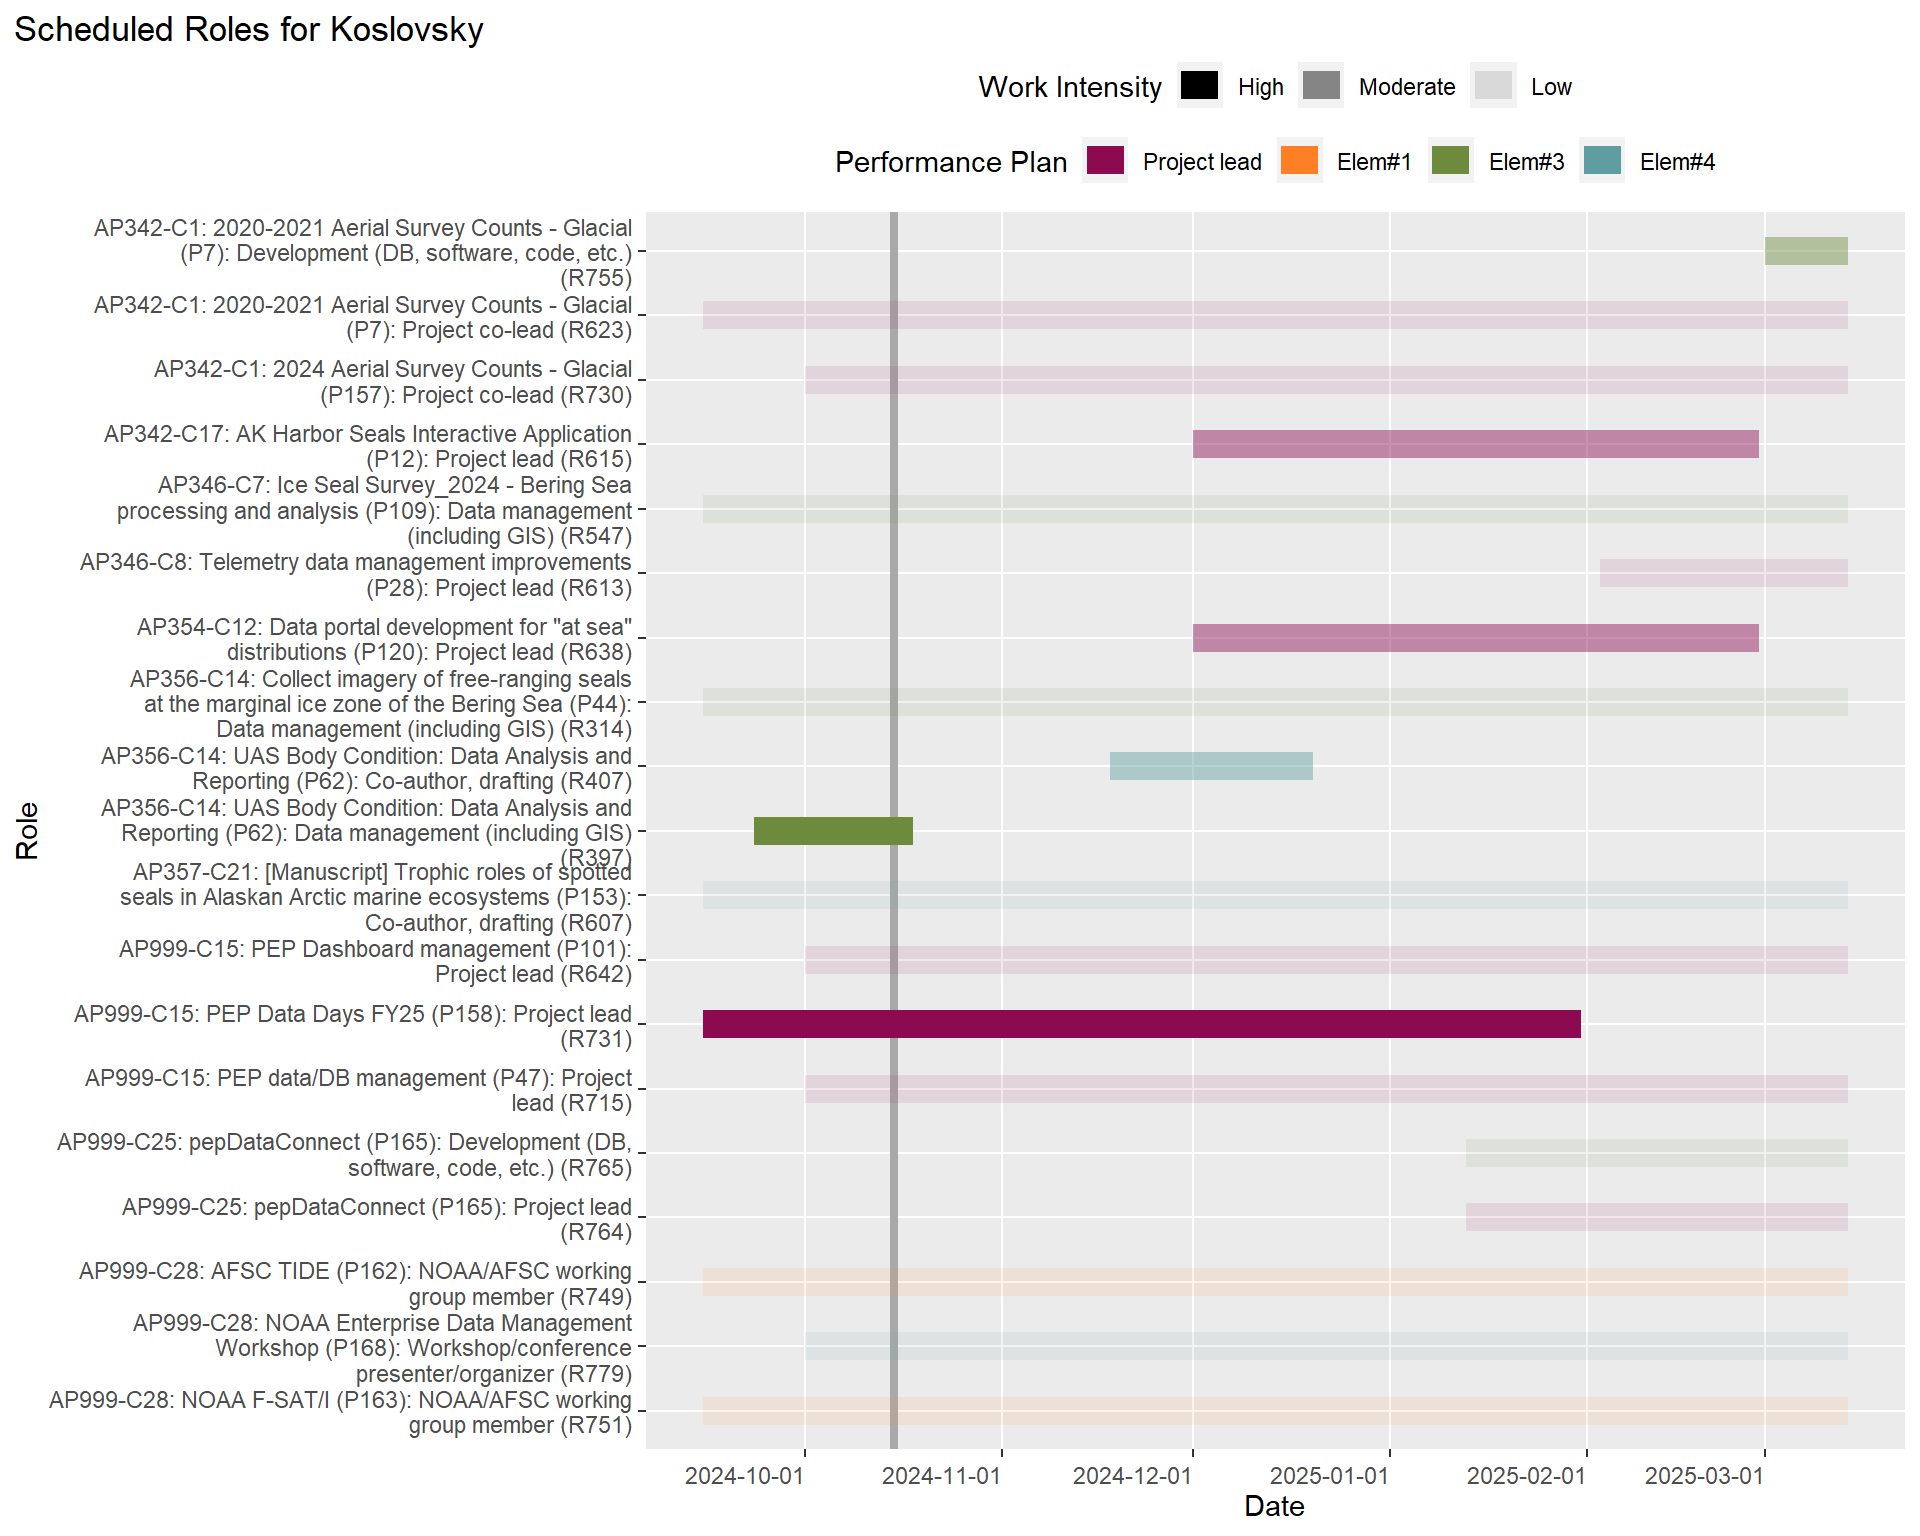 Scheduled Roles for Koslovsky
Work Intensity High Moderate Low
Performance Plan Project lead Elem#1 Elem#3 Elem#4
AP342-C1: 2020-2021 Aerial Survey Counts - Glacial
(P7): Development (DB, software, code, etc.)
(R755)
AP342-C1: 2020-2021 Aerial Survey Counts - Glacial
(P7): Project co-lead (R623)
AP342-C1: 2024 Aerial Survey Counts - Glacial
(P157): Project co-lead (R730)
AP342-C17: AK Harbor Seals Interactive Application
(P12): Project lead (R615)
AP346-C7: Ice Seal Survey_2024 - Bering Sea
processing and analysis (P109): Data management
(including GIS) (R547)
AP346-C8: Telemetry data management improvements
(P28): Project lead (R613)
AP354-C12: Data portal development for "at sea"
distributions (P120): Project lead (R638)
AP356-C14: Collect imagery of free-ranging seals
at the marginal ice zone of the Bering Sea (P44):
Data management (including GIS) (R314)
AP356-C14: UAS Body Condition: Data Analysis and
Reporting (P62): Co-author, drafting (R407)
AP356-C14: UAS Body Condition: Data Analysis and
Reporting (P62): Data management (including GIS)
(R397)
AP357-C21: [Manuscript] Trophic roles of spotted
seals in Alaskan Arctic marine ecosystems (P153):
Co-author, drafting (R607)
AP999-C15: PEP Dashboard management (P101):
Project lead (R642)
AP999-C15: PEP Data Days FY25 (P158): Project lead
(R731)
AP999-C15: PEP data/DB management (P47): Project
lead (R715)
AP999-C25: pepDataConnect (P165): Development (DB,
software, code, etc.) (R765)
AP999-C25: pepDataConnect (P165): Project lead
(R764)
AP999-C28: AFSC TIDE (P162): NOAA/AFSC working
group member (R749)
AP999-C28: NOAA Enterprise Data Management
Workshop (P168): Workshop/conference
presenter/organizer (R779)
AP999-C28: NOAA F-SAT/I (P163): NOAA/AFSC working
group member (R751)
Role
2024-10-01 2024-11-01 2024-12-01 2025-01-01 2025-02-01 2025-03-01
Date